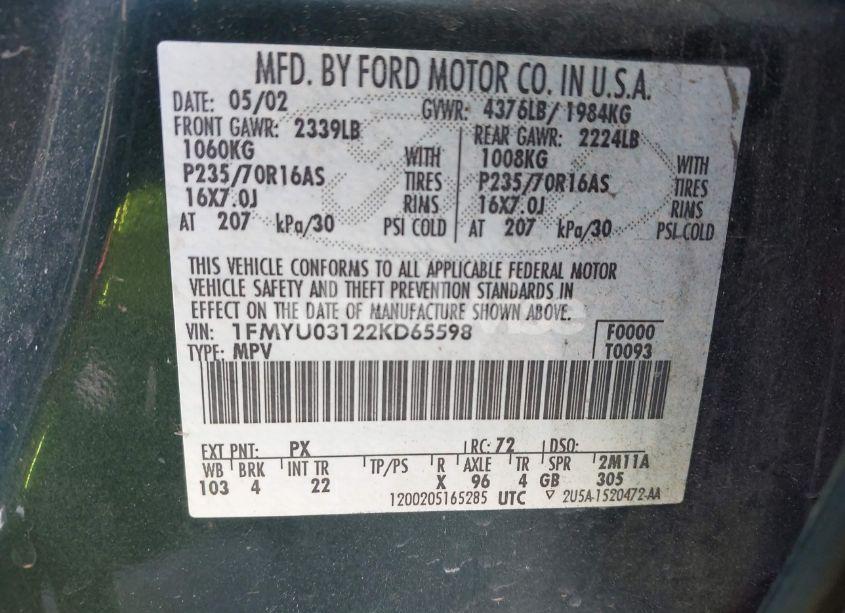 MFD. BY FORD MOTOR CO. IN U.S.A.
DATE: 05/02 GVWR: 4376LB/ 1984KG
FRONT GAWR: 2339LB REAR GAWR: 2224LB
1060KG WITH 1008KG WITH
P235/70R16AS TIRES P235/70R16AS TIRES
16X7.0J RIMS 16X7.0J RIMS
AT 207 kPa/30 PSI COLD AT 207 kPa/30 PSI COLD
THIS VEHICLE CONFORMS TO ALL APPLICABLE FEDERAL MOTOR
VEHICLE SAFETY AND THEFT PREVENTION STANDARDS IN
EFFECT ON THE DATE OF MANUFACTURE SHOWN ABOVE.
VIN: 1FMYU03122KD65598 F0000
TYPE: MPV T0093
EXT PNT: PX RC: 72 DSO:
WB BRK INT TR TP/PS R AXLE TR SPR 2M11A
103 4 22 X 96 4 GB 305
1200205165285 UTC ▽ 2U5A-1520472-AA